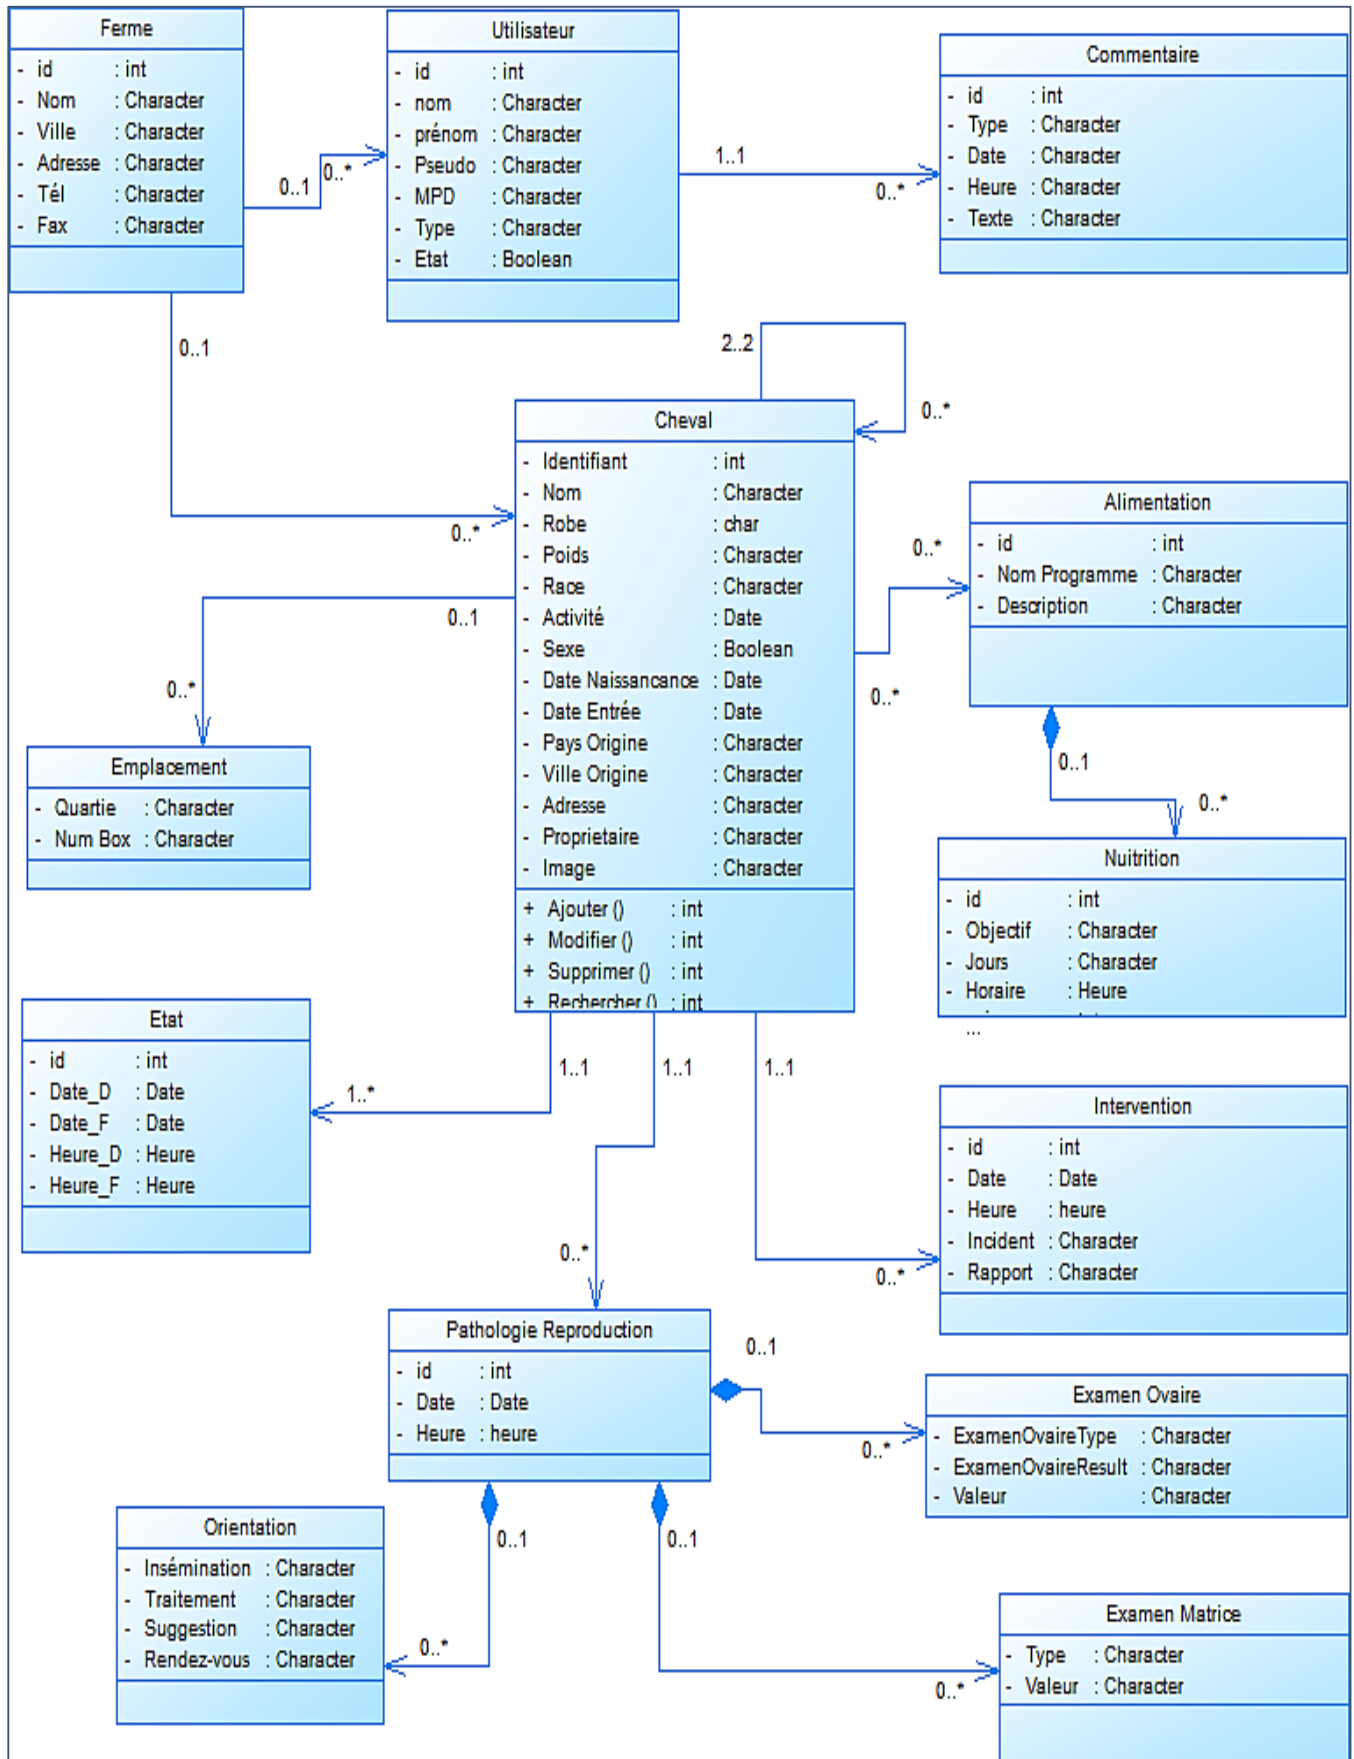 Ferme
- id : int
- Nom : Character
- Ville : Character
- Adresse : Character
- Tél : Character
- Fax : Character
0..1
0..*
Utilisateur
- id : int
- nom : Character
- prénom : Character
- Pseudo : Character
- MPD : Character
- Type : Character
- Etat : Boolean
1..1
0..*
Commentaire
- id : int
- Type : Character
- Date : Character
- Heure : Character
- Texte : Character
0..1
0..*
2..2
0..*
Cheval
- Identifiant : int
- Nom : Character
- Robe : char
- Poids : Character
- Race : Character
- Activité : Date
- Sexe : Boolean
- Date Naissancance : Date
- Date Entrée : Date
- Pays Origine : Character
- Ville Origine : Character
- Adresse : Character
- Proprietaire : Character
- Image : Character
+ Ajouter () : int
+ Modifier () : int
+ Supprimer () : int
+ Rechercher () : int
0..*
0..*
Alimentation
- id : int
- Nom Programme : Character
- Description : Character
0..1
0..*
Nuitrition
- id : int
- Objectif : Character
- Jours : Character
- Horaire : Heure
...
0..1
0..*
Emplacement
- Quartie : Character
- Num Box : Character
Etat
- id : int
- Date_D : Date
- Date_F : Date
- Heure_D : Heure
- Heure_F : Heure
1..1
1..*
1..1
0..*
1..1
0..*
Intervention
- id : int
- Date : Date
- Heure : heure
- Incident : Character
- Rapport : Character
Pathologie Reproduction
- id : int
- Date : Date
- Heure : heure
0..1
0..*
Examen Ovaire
- ExamenOvaireType : Character
- ExamenOvaireResult : Character
- Valeur : Character
0..1
0..*
Orientation
- Insémination : Character
- Traitement : Character
- Suggestion : Character
- Rendez-vous : Character
0..1
0..*
Examen Matrice
- Type : Character
- Valeur : Character